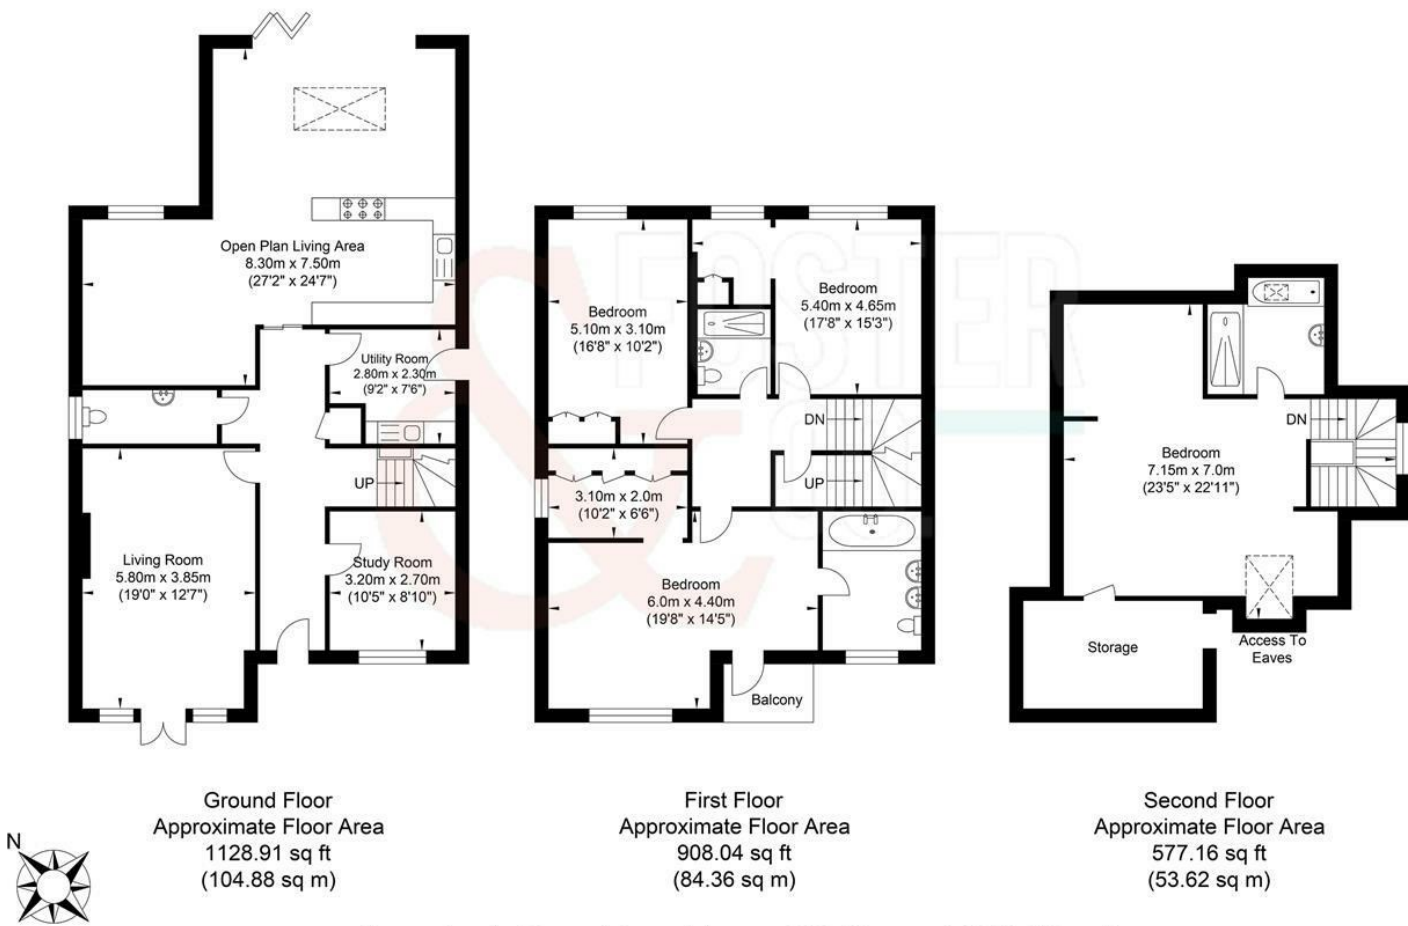 Open Plan Living Area
8.30m x 7.50m
(27'2" x 24'7")
Utility Room
2.80m x 2.30m
(9'2" x 7'6")
UP
Living Room
5.80m x 3.85m
(19'0" x 12'7")
Study Room
3.20m x 2.70m
(10'5" x 8'10")
Ground Floor
Approximate Floor Area
1128.91 sq ft
(104.88 sq m)
N
FOSTER
&
CO.
Bedroom
5.10m x 3.10m
(16'8" x 10'2")
Bedroom
5.40m x 4.65m
(17'8" x 15'3")
DN
UP
3.10m x 2.0m
(10'2" x 6'6")
Bedroom
6.0m x 4.40m
(19'8" x 14'5")
Balcony
First Floor
Approximate Floor Area
908.04 sq ft
(84.36 sq m)
DN
Bedroom
7.15m x 7.0m
(23'5" x 22'11")
Storage
Access To
Eaves
Second Floor
Approximate Floor Area
577.16 sq ft
(53.62 sq m)